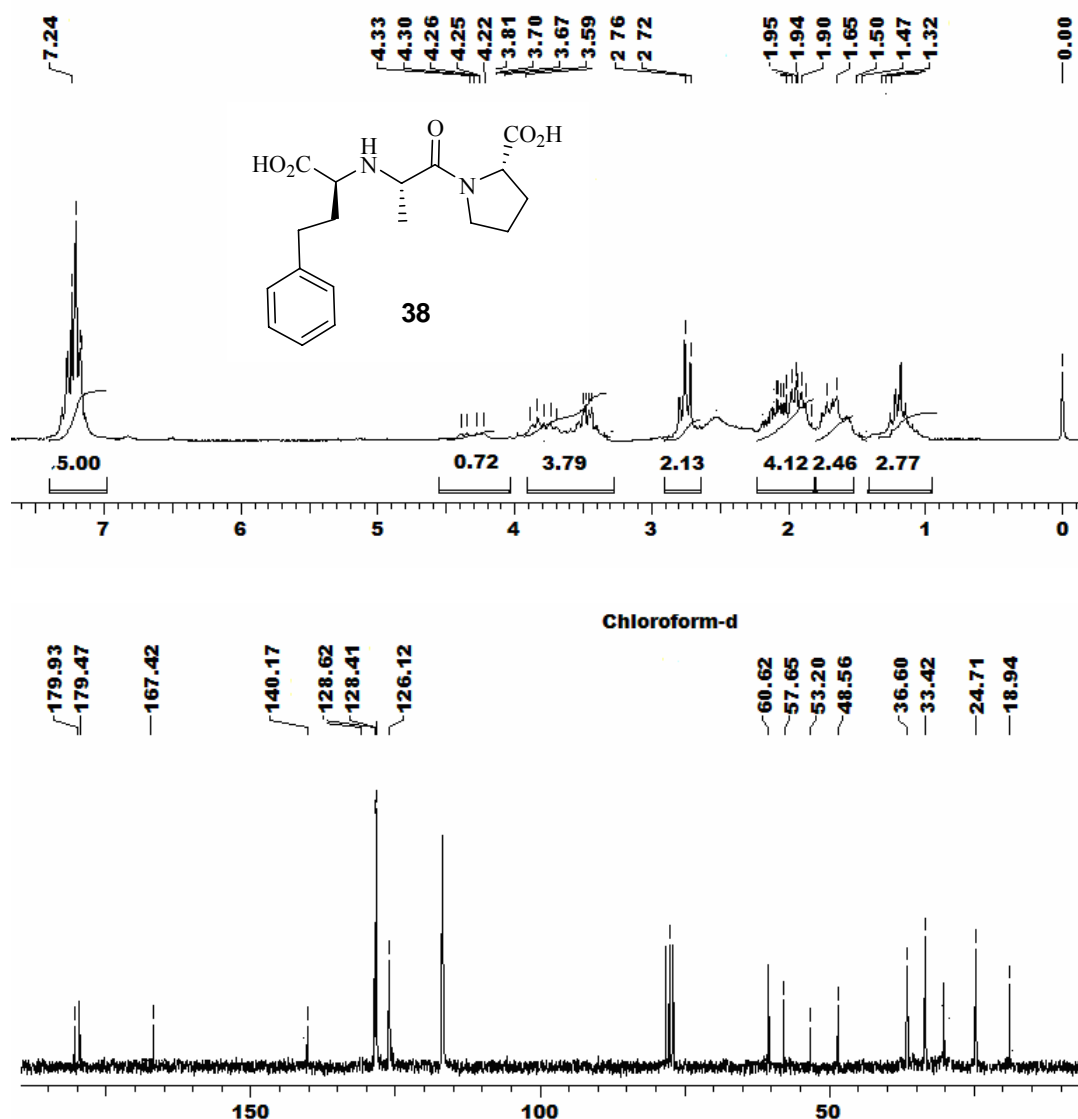 7.24 4.33 4.30 4.26 4.25 4.22 3.81 3.70 3.67 3.59 2 76 2 72 1.95 1.94 1.90 1.65 1.50 1.47 1.32 0.00
O
H
HO2C N CO2H
N
38
5.00 0.72 3.79 2.13 4.12 2.46 2.77
7 6 5 4 3 2 1 0
Chloroform-d
179.93 179.47 167.42 140.17 128.62 128.41 126.12 60.62 57.65 53.20 48.56 36.60 33.42 24.71 18.94
150 100 50